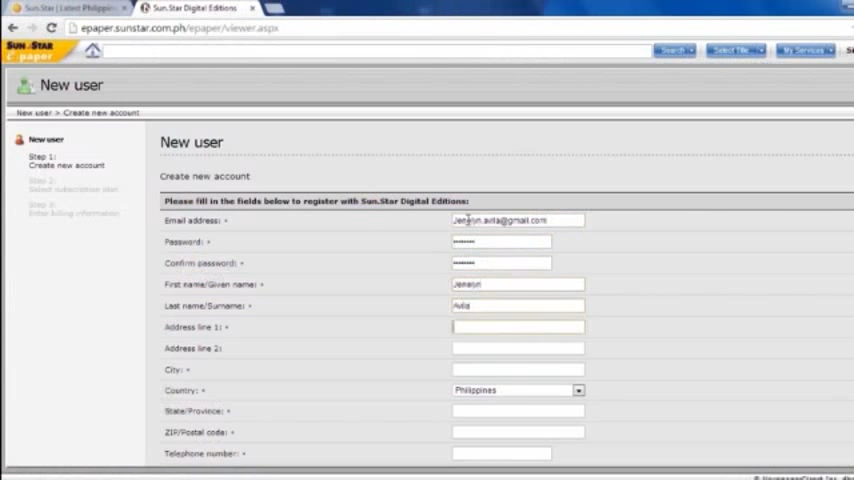 Sun.Star | Latest Philippin
Sun.Star Digital Editions
epaper.sunstar.com.ph/epaper/viewer.aspx
SUN STAR
e-paper
Search
Select Title
My Services
New user
New user > Create new account
New user
Step 1:
Create new account
Step 2:
Select subscription plan
Step 3:
Enter billing information
New user
Create new account
Please fill in the fields below to register with Sun.Star Digital Editions:
Email address: * Jenelyn.avila@gmail.com
Password: * ••••••••
Confirm password: * ••••••••
First name/Given name: * Jenelyn
Last name/Surname: * Avila
Address line 1: *
Address line 2:
City: *
Country: * Philippines
State/Province: *
ZIP/Postal code: *
Telephone number: *